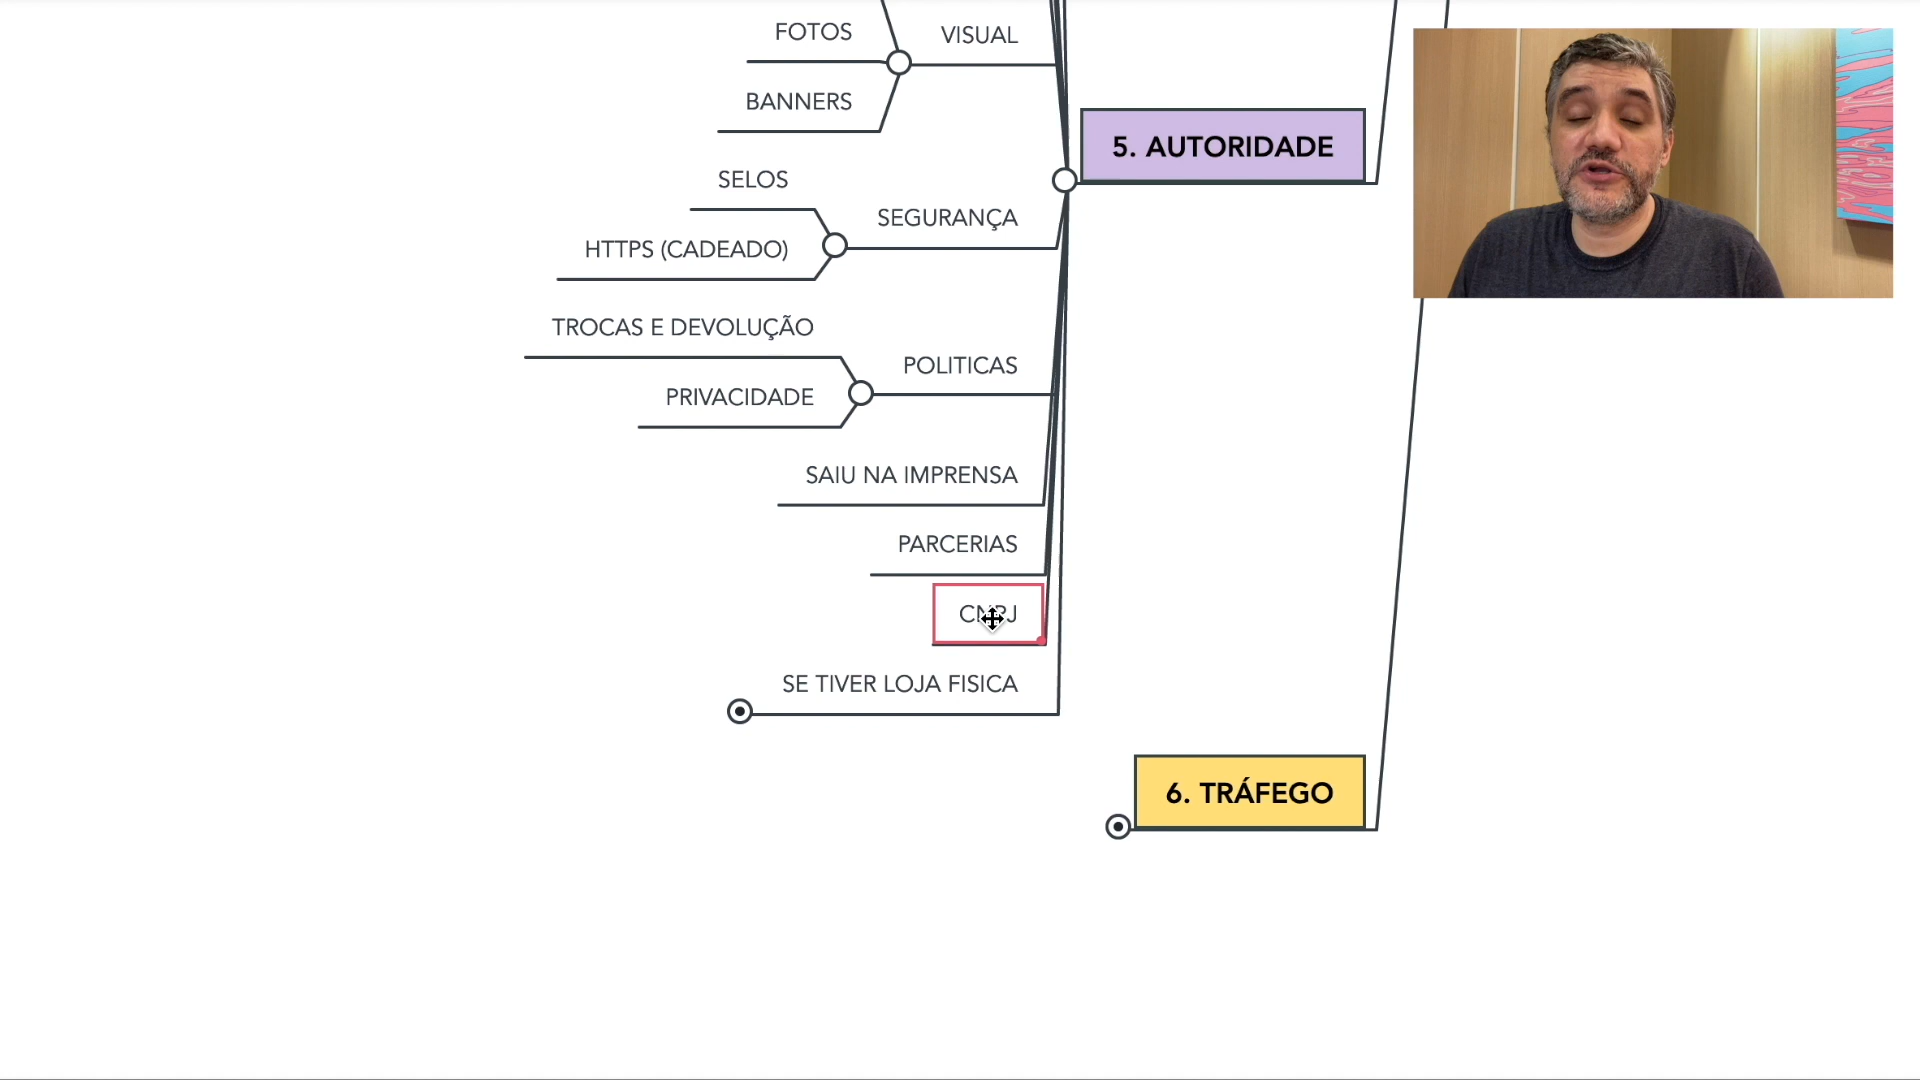 FOTOS
VISUAL
BANNERS
5. AUTORIDADE
SELOS
SEGURANÇA
HTTPS (CADEADO)
TROCAS E DEVOLUÇÃO
POLITICAS
PRIVACIDADE
SAIU NA IMPRENSA
PARCERIAS
CNPJ
SE TIVER LOJA FISICA
6. TRÁFEGO